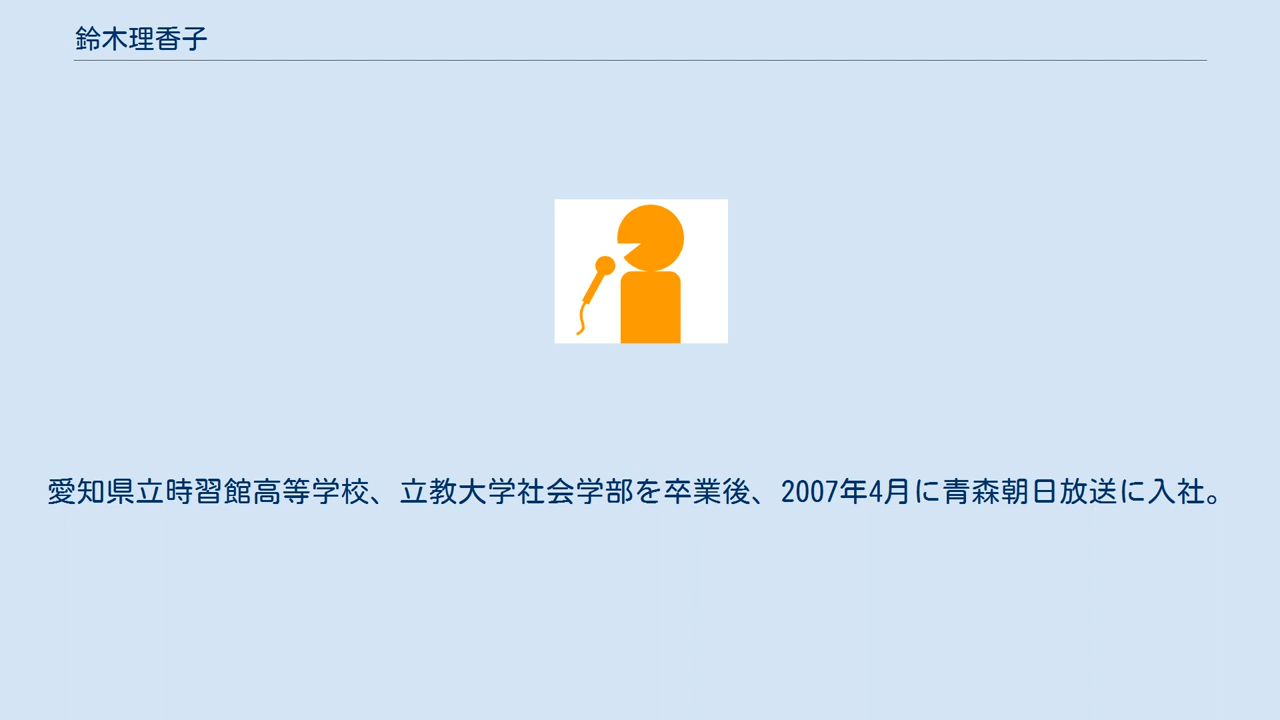 鈴木理香子
愛知県立時習館高等学校、立教大学社会学部を卒業後、2007年4月に青森朝日放送に入社。